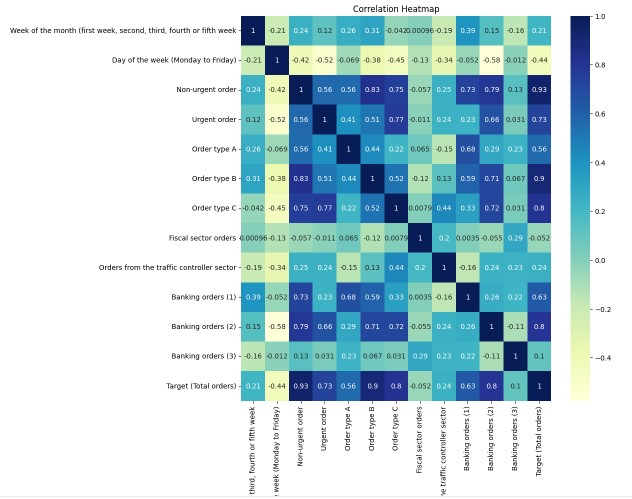 Correlation Heatmap
Week of the month (first week, second, third, fourth or fifth week 1 -0.21 0.24 0.12 0.26 0.31 -0.042 0.00096 -0.19 0.39 0.15 -0.16 0.21
Day of the week (Monday to Friday) -0.21 1 -0.42 -0.52 -0.069 -0.38 -0.45 -0.13 -0.34 -0.052 -0.58 -0.012 -0.44
Non-urgent order 0.24 -0.42 1 0.56 0.56 0.83 0.75 -0.057 0.25 0.73 0.79 0.13 0.93
Urgent order 0.12 -0.52 0.56 1 0.41 0.51 0.77 -0.011 0.24 0.23 0.66 0.031 0.73
Order type A 0.26 -0.069 0.56 0.41 1 0.44 0.22 0.065 -0.15 0.68 0.29 0.23 0.56
Order type B 0.31 -0.38 0.83 0.51 0.44 1 0.52 -0.12 0.13 0.59 0.71 0.067 0.9
Order type C -0.042 -0.45 0.75 0.77 0.22 0.52 1 0.0079 0.44 0.33 0.72 0.031 0.8
Fiscal sector orders 0.00096 -0.13 -0.057 -0.011 0.065 -0.12 0.0079 1 0.2 0.0035 -0.055 0.29 -0.052
Orders from the traffic controller sector -0.19 -0.34 0.25 0.24 -0.15 0.13 0.44 0.2 1 -0.16 0.24 0.23 0.24
Banking orders (1) 0.39 -0.052 0.73 0.23 0.68 0.59 0.33 0.0035 -0.16 1 0.26 0.22 0.63
Banking orders (2) 0.15 -0.58 0.79 0.66 0.29 0.71 0.72 -0.055 0.24 0.26 1 -0.11 0.8
Banking orders (3) -0.16 -0.012 0.13 0.031 0.23 0.067 0.031 0.29 0.23 0.22 -0.11 1 0.1
Target (Total orders) 0.21 -0.44 0.93 0.73 0.56 0.9 0.8 -0.052 0.24 0.63 0.8 0.1 1
third, fourth or fifth week
week (Monday to Friday)
Non-urgent order
Urgent order
Order type A
Order type B
Order type C
Fiscal sector orders
e traffic controller sector
Banking orders (1)
Banking orders (2)
Banking orders (3)
Target (Total orders)
1.0
0.8
0.6
0.4
0.2
0.0
−0.2
−0.4